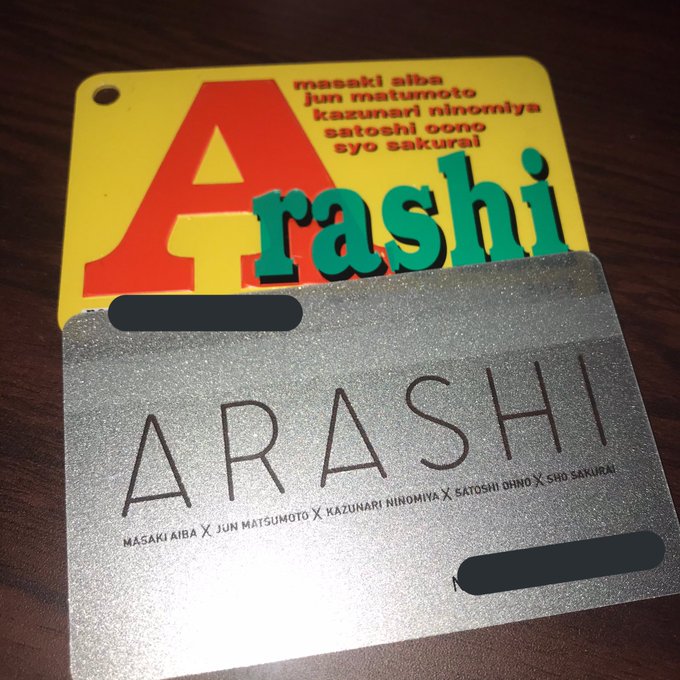 masaki aiba
jun matumoto
kazunari ninomiya
satoshi oono
syo sakurai
Arashi
ARASHI
MASAKI AIBA X JUN MATSUMOTO X KAZUNARI NINOMIYA X SATOSHI OHNO X SHO SAKURAI